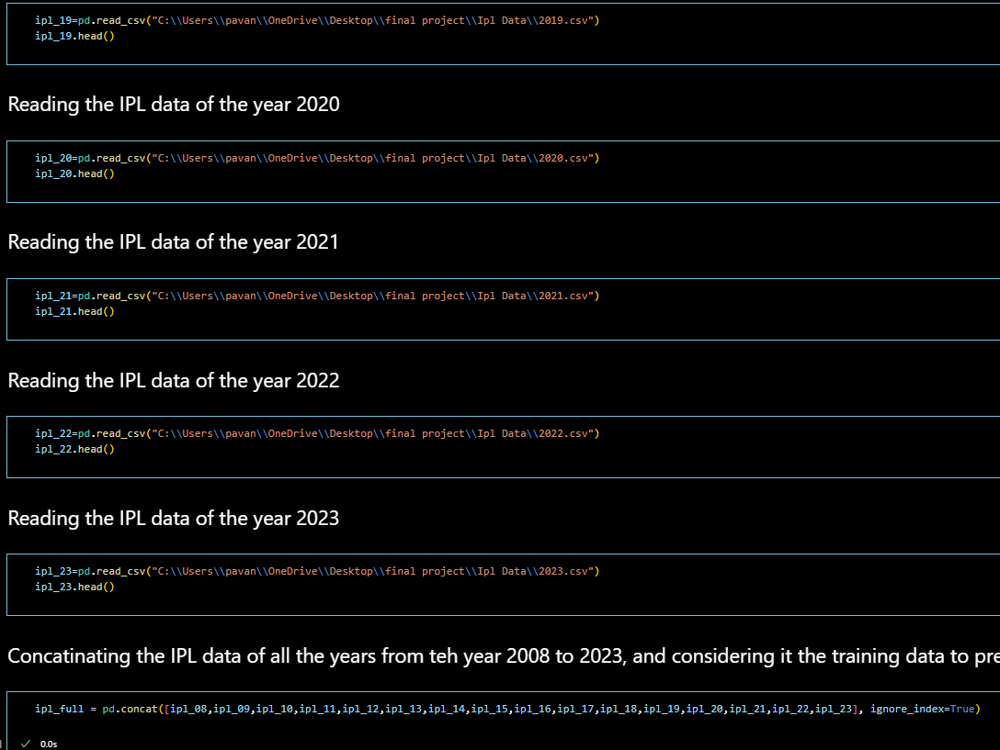 ipl_19=pd.read_csv("C:\\Users\\pavan\\OneDrive\\Desktop\\final project\\Ipl Data\\2019.csv")
ipl_19.head()
Reading the IPL data of the year 2020
ipl_20=pd.read_csv("C:\\Users\\pavan\\OneDrive\\Desktop\\final project\\Ipl Data\\2020.csv")
ipl_20.head()
Reading the IPL data of the year 2021
ipl_21=pd.read_csv("C:\\Users\\pavan\\OneDrive\\Desktop\\final project\\Ipl Data\\2021.csv")
ipl_21.head()
Reading the IPL data of the year 2022
ipl_22=pd.read_csv("C:\\Users\\pavan\\OneDrive\\Desktop\\final project\\Ipl Data\\2022.csv")
ipl_22.head()
Reading the IPL data of the year 2023
ipl_23=pd.read_csv("C:\\Users\\pavan\\OneDrive\\Desktop\\final project\\Ipl Data\\2023.csv")
ipl_23.head()
Concatinating the IPL data of all the years from teh year 2008 to 2023, and considering it the training data to pre
ipl_full = pd.concat([ipl_08,ipl_09,ipl_10,ipl_11,ipl_12,ipl_13,ipl_14,ipl_15,ipl_16,ipl_17,ipl_18,ipl_19,ipl_20,ipl_21,ipl_22,ipl_23], ignore_index=True)
0.0s